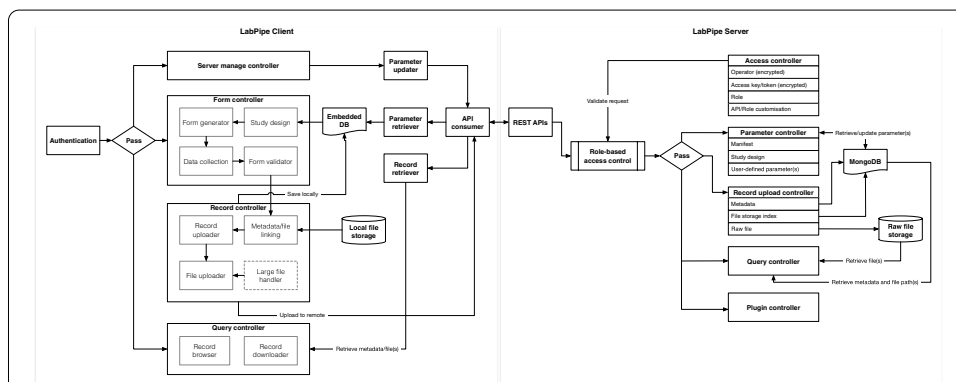 LabPipe Client
LabPipe Server
Server manage controller
Parameter
updater
Form controller
Form generator
Study design
Data collection
Form validator
Embedded
DB
Parameter
retriever
API
consumer
Record
retriever
Authentication
Pass
Save locally
Record controller
Record
uploader
Metadata/file
linking
Local file
storage
File uploader
Large file
handler
Upload to remote
Query controller
Record
browser
Record
downloader
Retrieve metadata/file(s)
REST APIs
Validate request
Role-based
access control
Pass
Access controller
Operator (encrypted)
Access key/token (encrypted)
Role
API/Role customisation
Parameter controller
Manifest
Study design
User-defined parameter(s)
Retrieve/update parameter(s)
MongoDB
Record upload controller
Metadata
File storage index
Raw file
Raw file
storage
Query controller
Retrieve file(s)
Retrieve metadata and file path(s)
Plugin controller